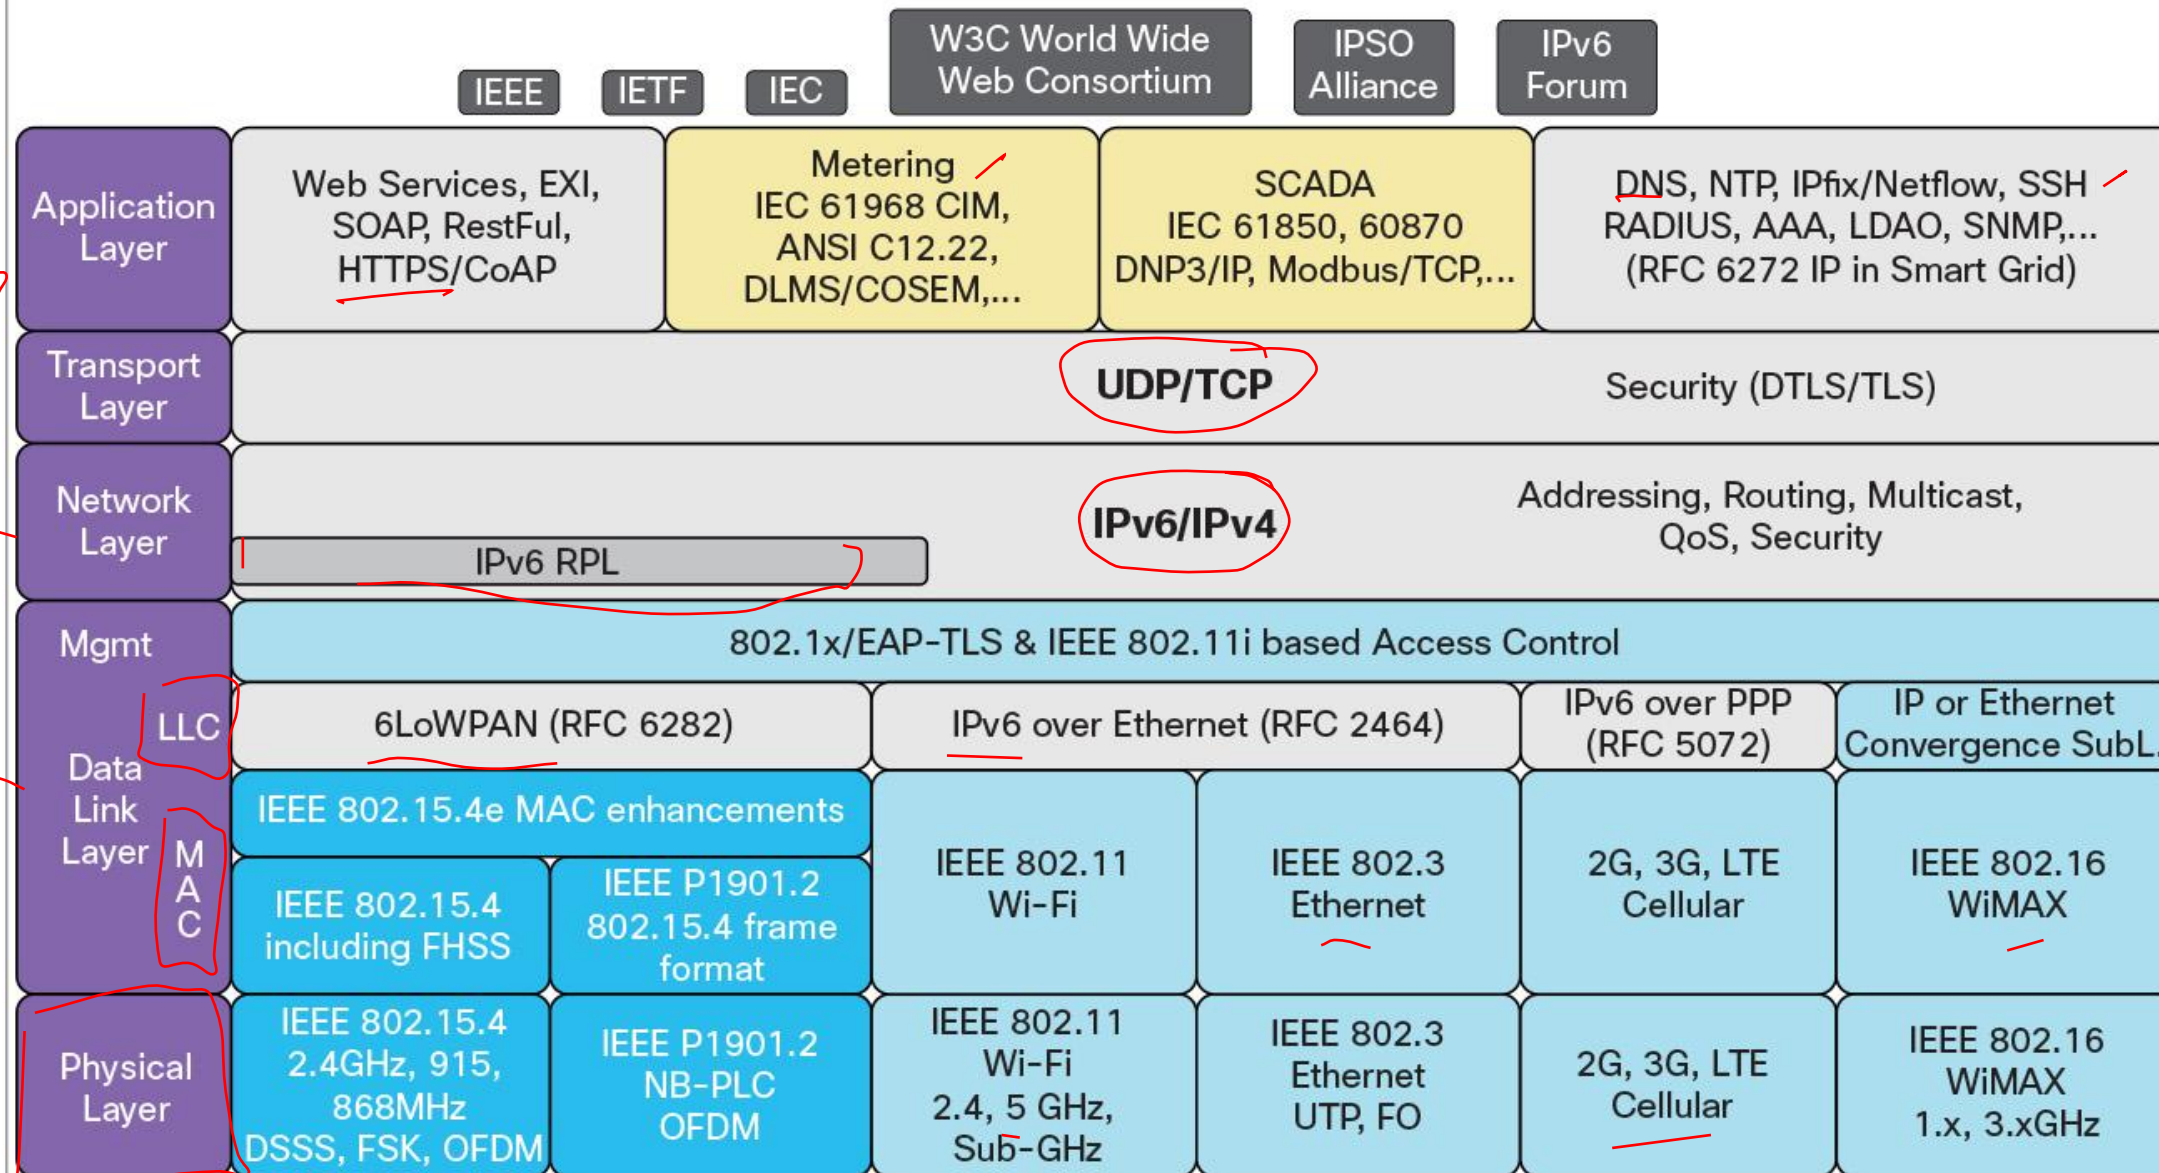 W3C World Wide
Web Consortium
IPSO
Alliance
IPv6
Forum
IEEE
IETF
IEC
Application
Layer
Web Services, EXI,
SOAP, RestFul,
HTTPS/CoAP
Metering
IEC 61968 CIM,
ANSI C12.22,
DLMS/COSEM,...
SCADA
IEC 61850, 60870
DNP3/IP, Modbus/TCP,...
DNS, NTP, IPfix/Netflow, SSH
RADIUS, AAA, LDAO, SNMP,...
(RFC 6272 IP in Smart Grid)
Transport
Layer
UDP/TCP
Security (DTLS/TLS)
Network
Layer
IPv6/IPv4
Addressing, Routing, Multicast,
QoS, Security
IPv6 RPL
Mgmt
802.1x/EAP-TLS & IEEE 802.11i based Access Control
LLC
Data
Link
Layer
M
A
C
6LoWPAN (RFC 6282)
IPv6 over Ethernet (RFC 2464)
IPv6 over PPP
(RFC 5072)
IP or Ethernet
Convergence SubL.
IEEE 802.15.4e MAC enhancements
IEEE 802.15.4
including FHSS
IEEE P1901.2
802.15.4 frame
format
IEEE 802.11
Wi-Fi
IEEE 802.3
Ethernet
2G, 3G, LTE
Cellular
IEEE 802.16
WiMAX
Physical
Layer
IEEE 802.15.4
2.4GHz, 915,
868MHz
DSSS, FSK, OFDM
IEEE P1901.2
NB-PLC
OFDM
IEEE 802.11
Wi-Fi
2.4, 5 GHz,
Sub-GHz
IEEE 802.3
Ethernet
UTP, FO
2G, 3G, LTE
Cellular
IEEE 802.16
WiMAX
1.x, 3.xGHz